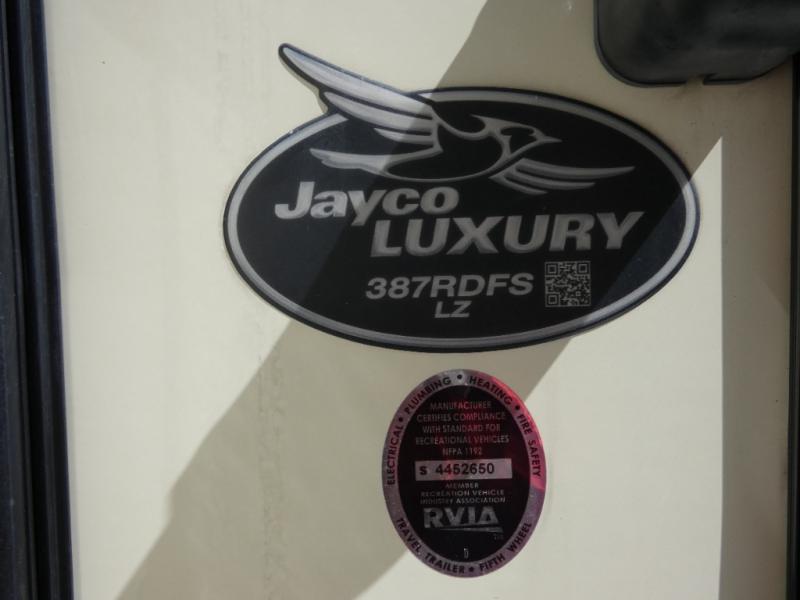 Jayco
LUXURY
387RDFS
LZ
ELECTRICAL • PLUMBING • HEATING • FIRE SAFETY
MANUFACTURER
CERTIFIES COMPLIANCE
WITH STANDARD FOR
RECREATIONAL VEHICLES
NFPA 1192
S 4452650
MEMBER
RECREATION VEHICLE
INDUSTRY ASSOCIATION
RVIA
TRAVEL TRAILER • FIFTH WHEEL